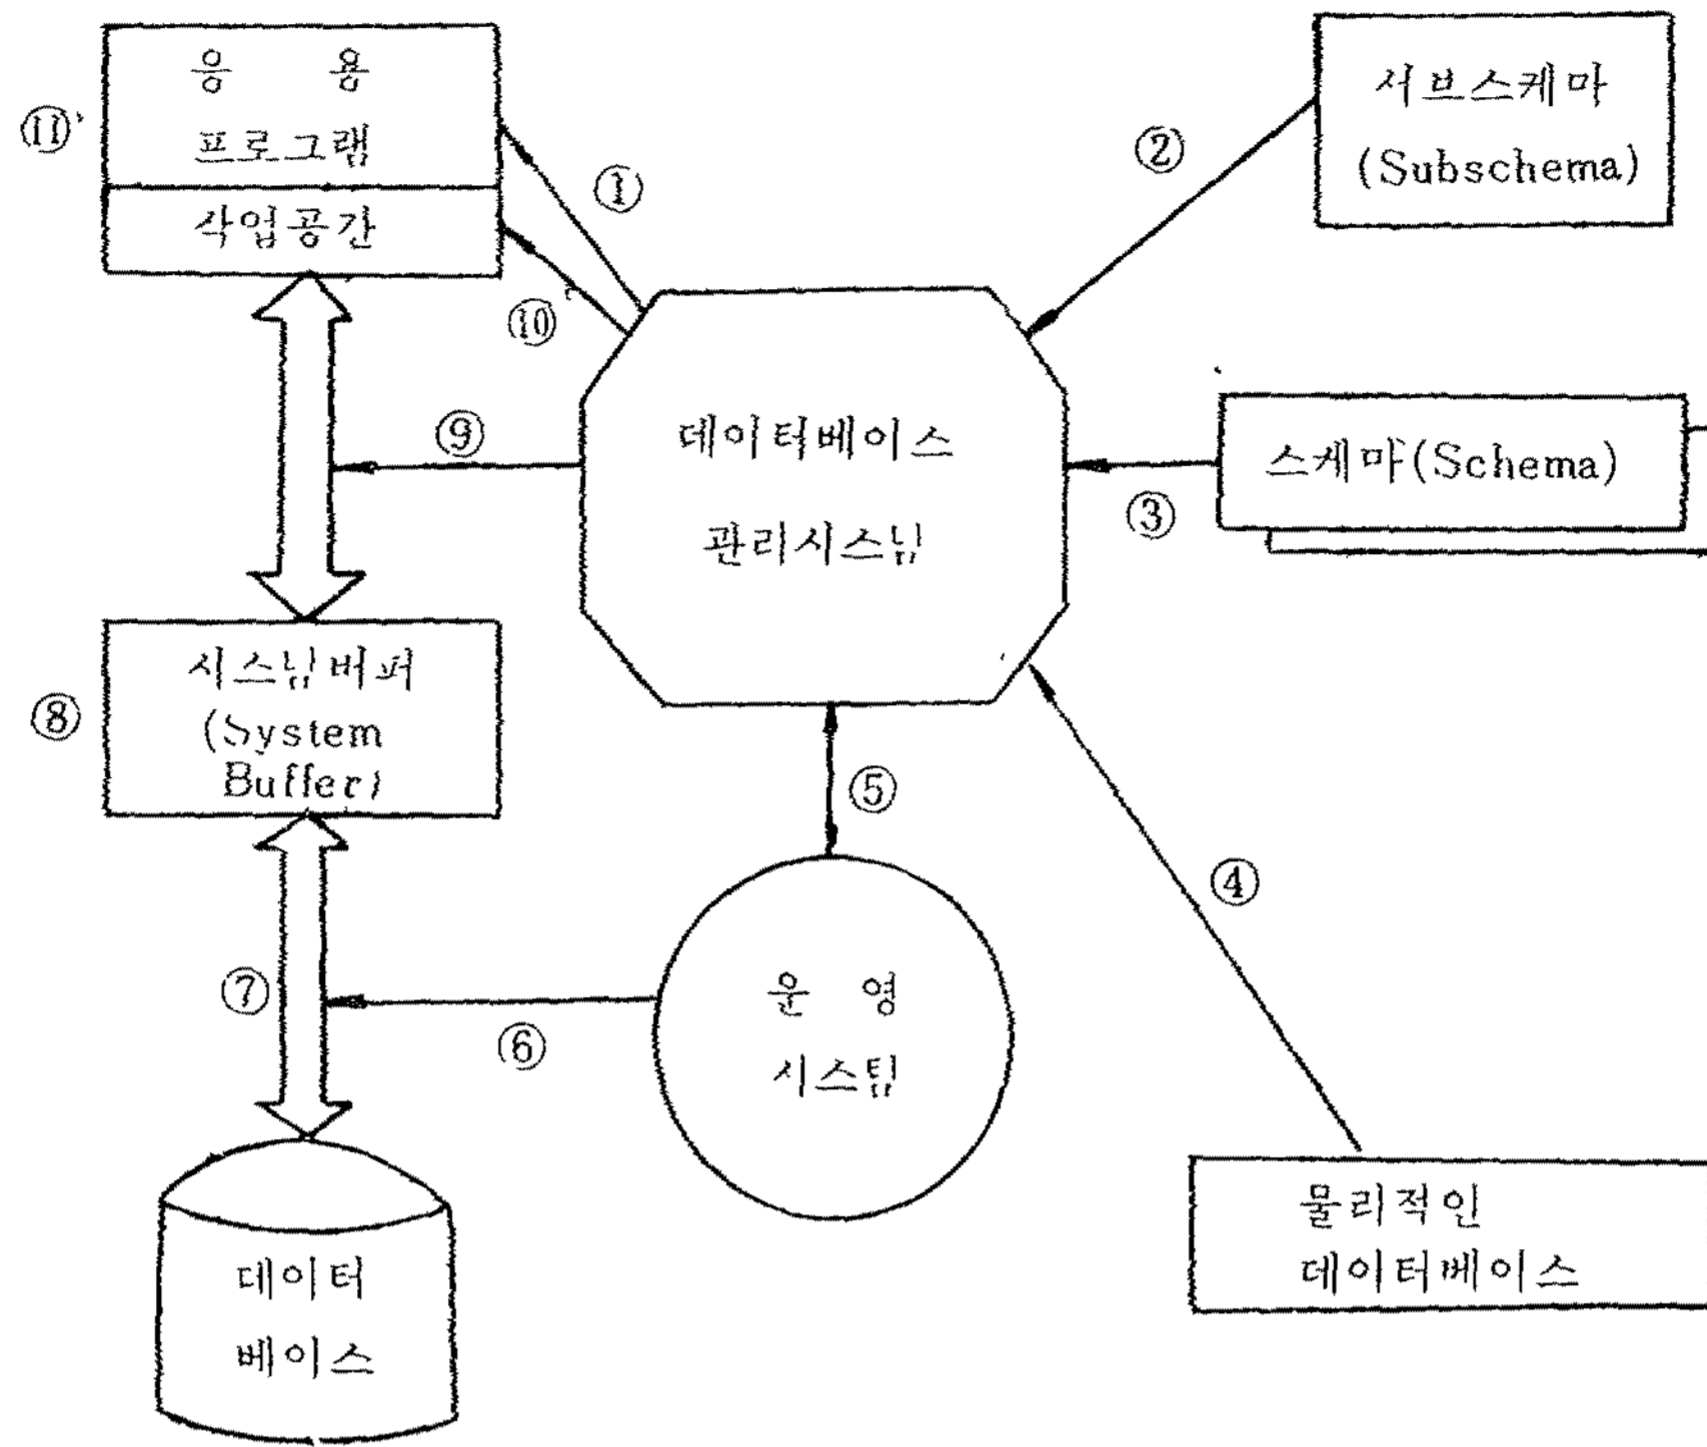 응 용
프로그램
작업공간
⑪
①
⑩
②
서브스케마
(Subschema)
데이터베이스
관리시스팀
⑨
③
스케마(Schema)
시스팀버퍼
(System
Buffer)
⑧
⑤
④
⑦
⑥
운 영
시스팀
물리적인
데이터베이스
데이터
베이스